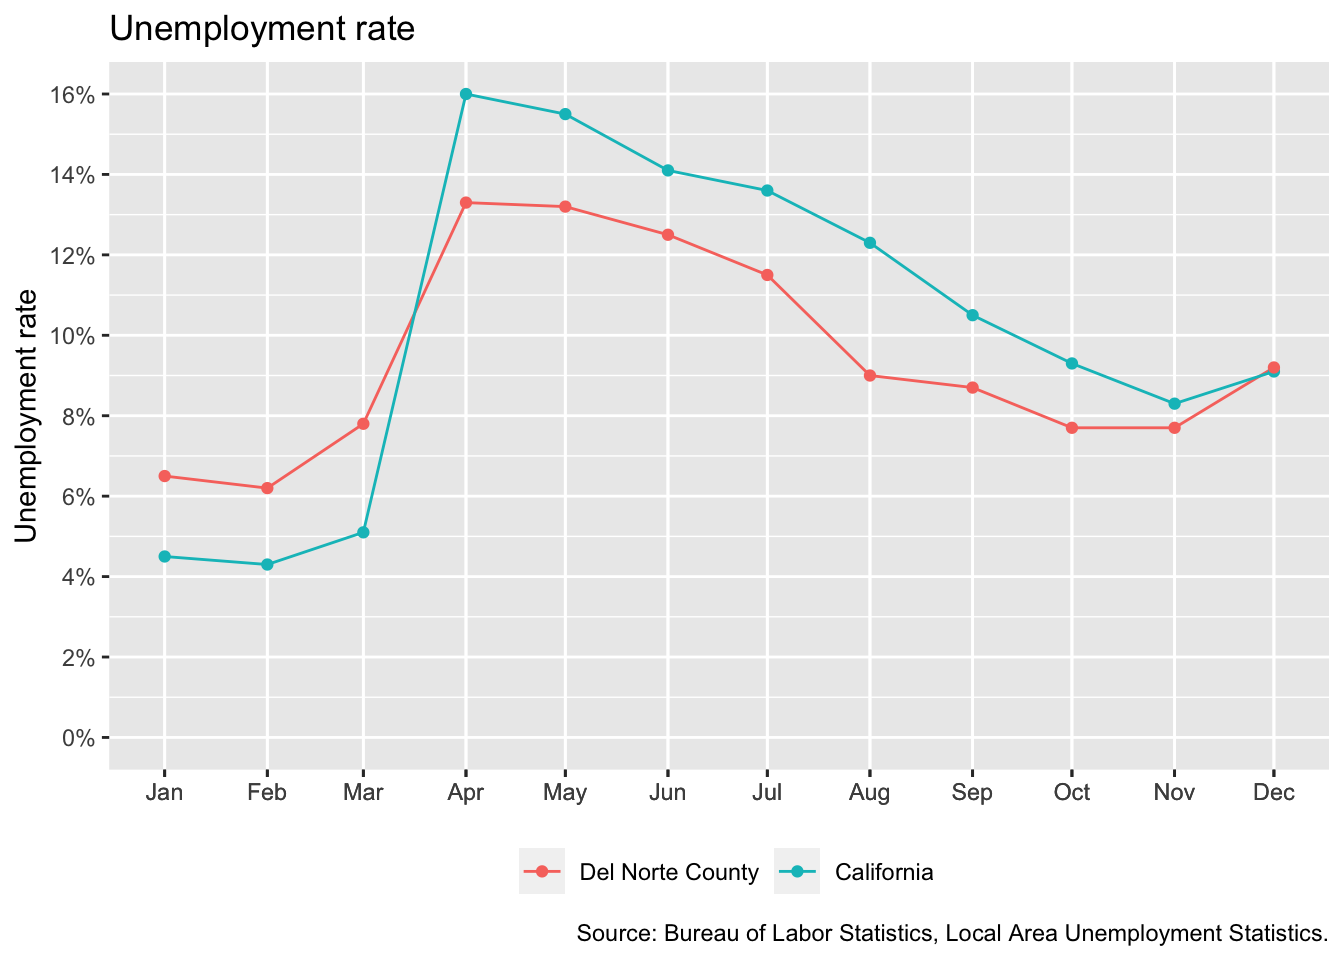 Unemployment rate
Unemployment rate
16%
14%
12%
10%
8%
6%
4%
2%
0%
Jan Feb Mar Apr May Jun Jul Aug Sep Oct Nov Dec
Del Norte County California
Source: Bureau of Labor Statistics, Local Area Unemployment Statistics.